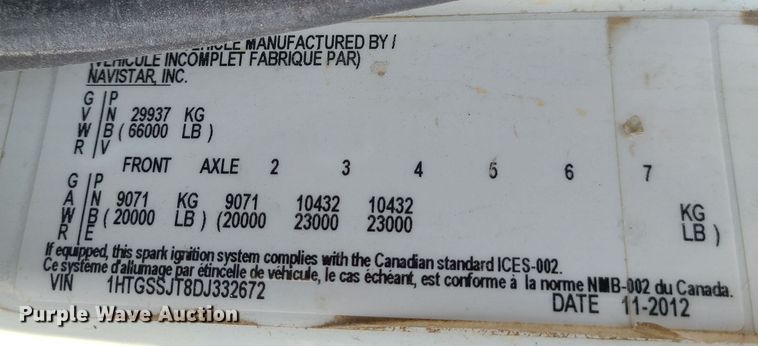 VEHICLE MANUFACTURED BY /
(VEHICULE INCOMPLET FABRIQUE PAR)
NAVISTAR, INC.
G / P
V / N 29937 KG
W / B ( 66000 LB )
R / V
FRONT AXLE 2 3 4 5 6 7
G / P
A / N 9071 KG 9071 10432 10432 KG
W / B ( 20000 LB ) (20000 23000 23000 LB )
R / E
If equipped, this spark ignition system complies with the Canadian standard ICES-002.
Ce système d'allumage par étincelle de véhicule, le cas échéant, est conforme à la norme NMB-002 du Canada.
VIN 1HTGSSJT8DJ332672 DATE 11-2012
Purple Wave Auction